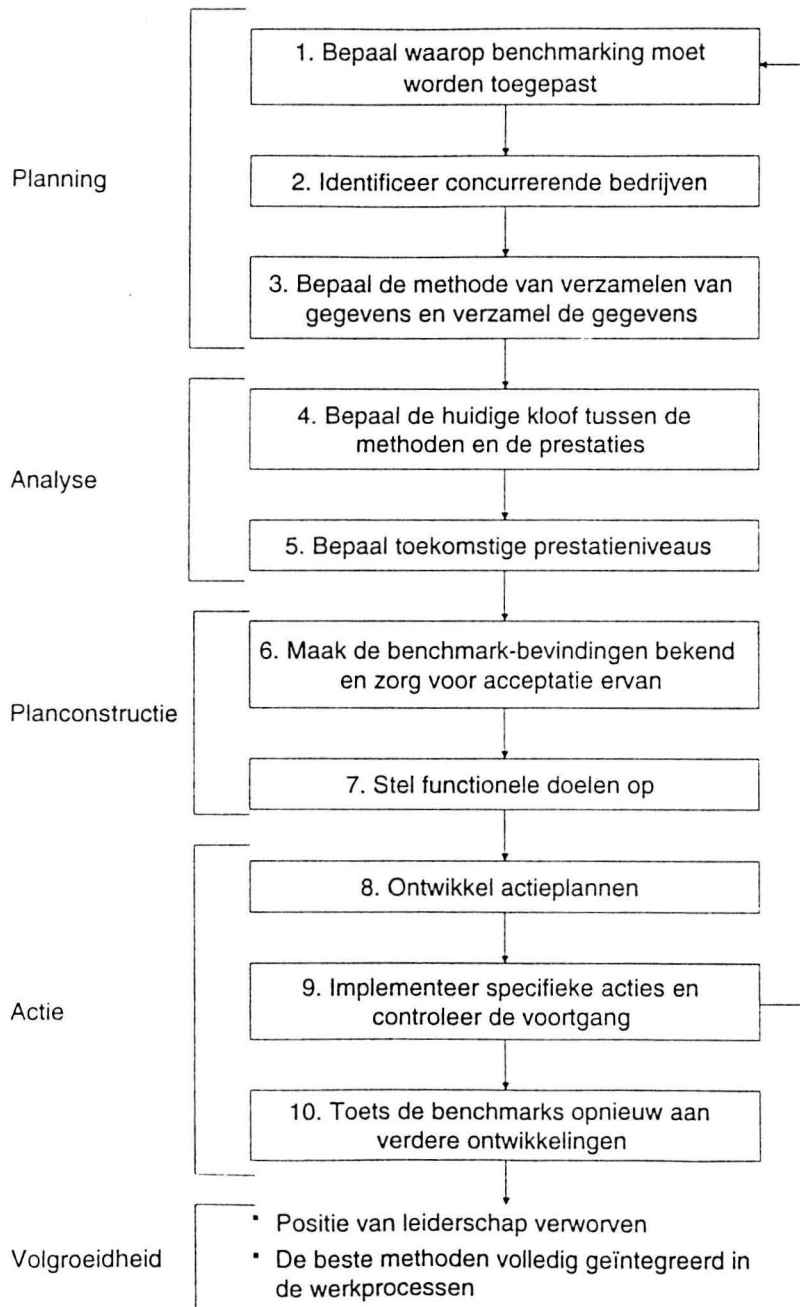 1. Bepaal waarop benchmarking moet
worden toegepast
Planning
2. Identificeer concurrerende bedrijven
3. Bepaal de methode van verzamelen van
gegevens en verzamel de gegevens
4. Bepaal de huidige kloof tussen de
methoden en de prestaties
Analyse
5. Bepaal toekomstige prestatieniveaus
6. Maak de benchmark-bevindingen bekend
en zorg voor acceptatie ervan
Planconstructie
7. Stel functionele doelen op
8. Ontwikkel actieplannen
9. Implementeer specifieke acties en
controleer de voortgang
Actie
10. Toets de benchmarks opnieuw aan
verdere ontwikkelingen
Volgroeidheid
▪ Positie van leiderschap verworven
▪ De beste methoden volledig geïntegreerd in
de werkprocessen